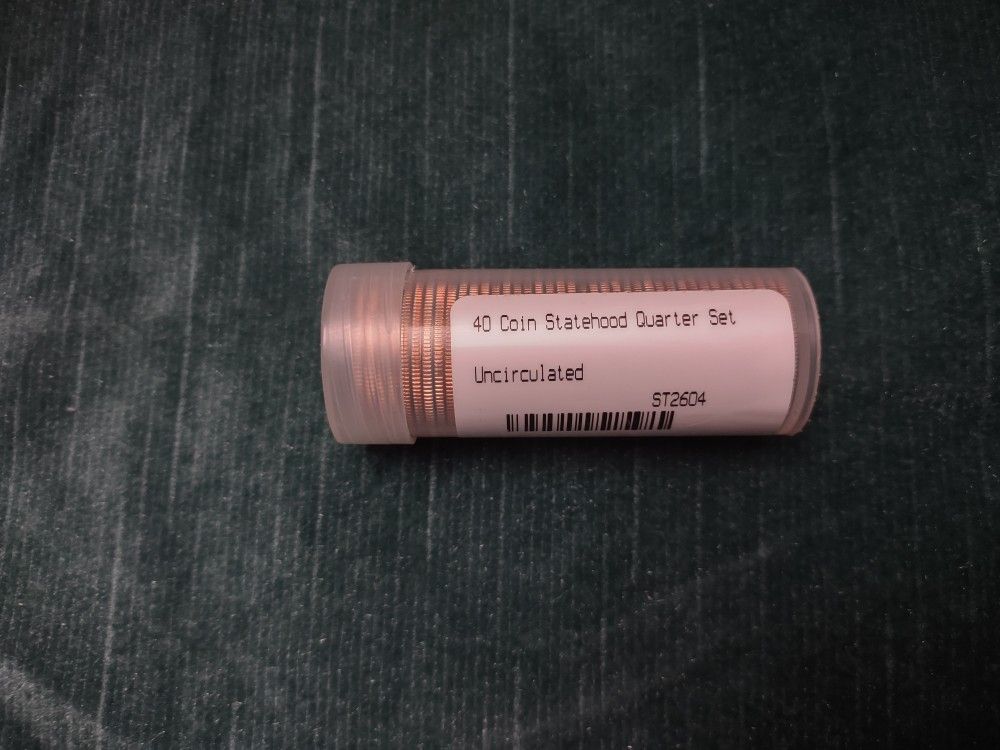 40 Coin Statehood Quarter Set
Uncirculated
ST2604